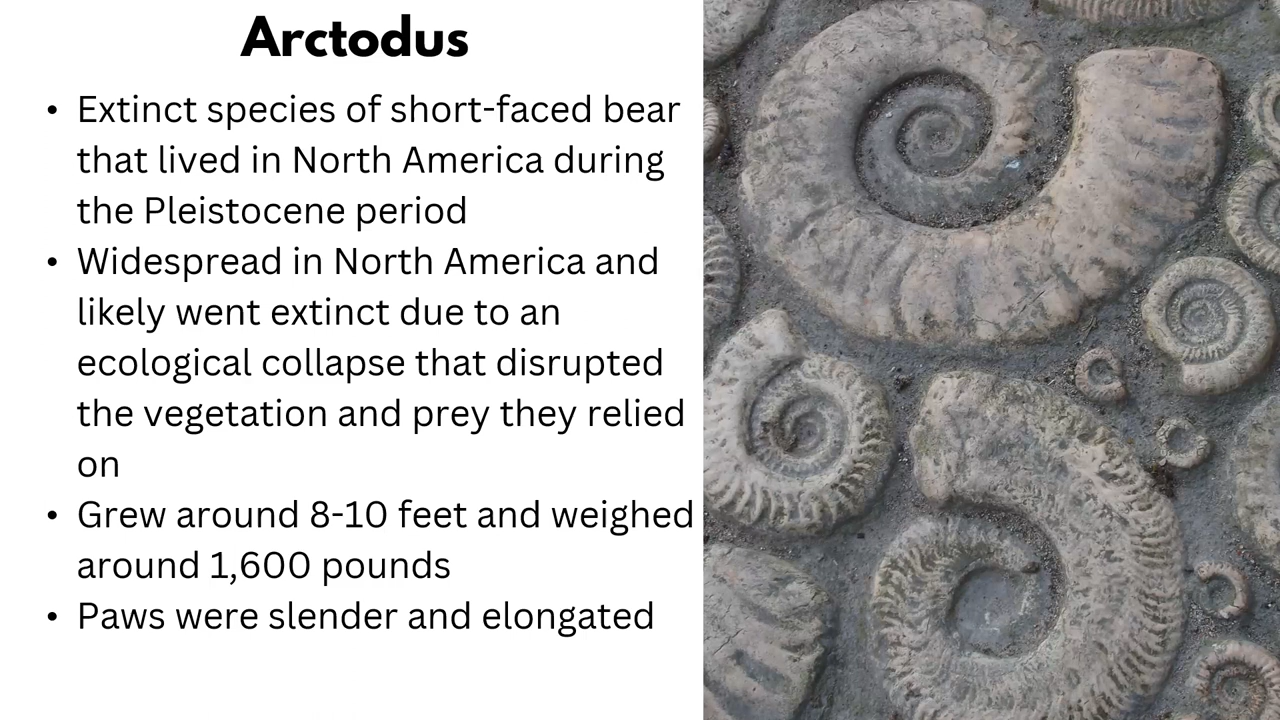 Arctodus
• Extinct species of short-faced bear
that lived in North America during
the Pleistocene period
• Widespread in North America and
likely went extinct due to an
ecological collapse that disrupted
the vegetation and prey they relied
on
• Grew around 8-10 feet and weighed
around 1,600 pounds
• Paws were slender and elongated